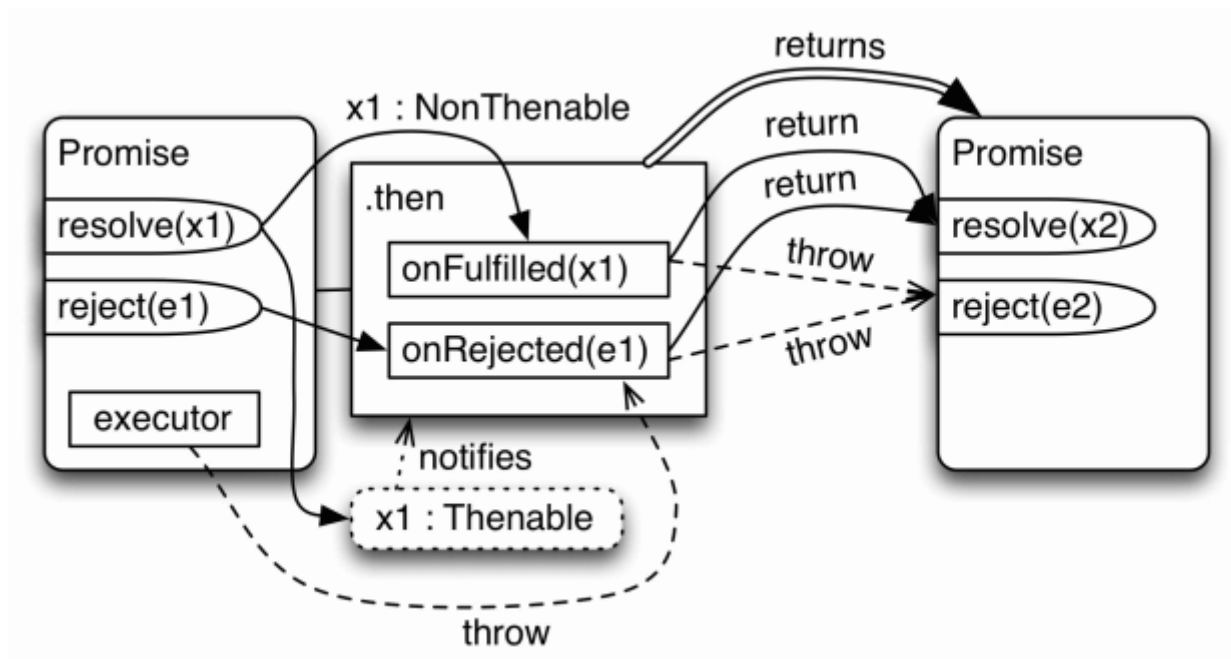 returns
x1 : NonThenable
return
return
Promise
resolve(x1)
reject(e1)
executor
.then
onFulfilled(x1)
onRejected(e1)
throw
throw
Promise
resolve(x2)
reject(e2)
notifies
x1 : Thenable
throw